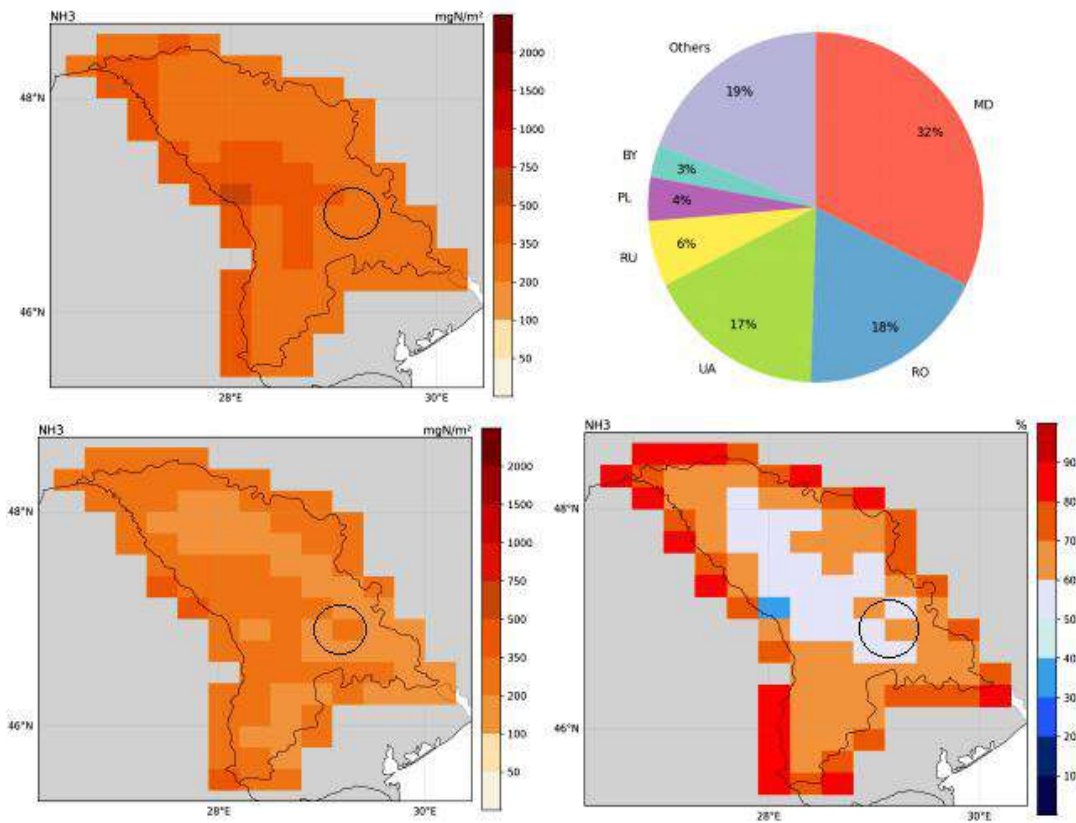 NH3 mgN/m²
2000
1500
1000
750
500
350
200
100
50
48°N
46°N
28°E 30°E
Others
19%
MD
32%
BY
3%
PL
4%
RU
6%
UA
17%
RO
18%
NH3 mgN/m²
2000
1500
1000
750
500
350
200
100
50
48°N
46°N
28°E 30°E
NH3 %
90
80
70
60
50
40
30
20
10
48°N
46°N
28°E 30°E